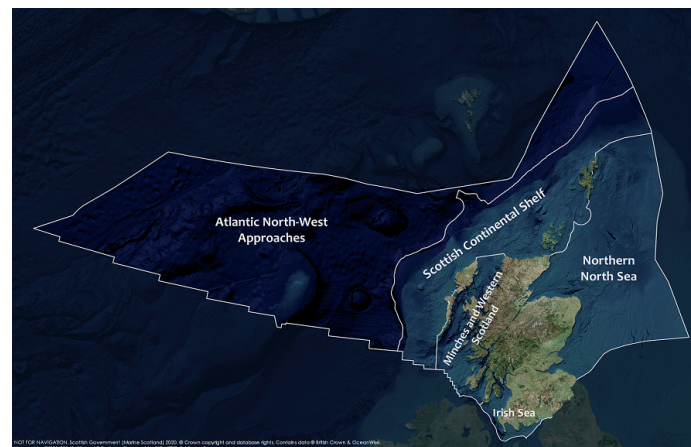 Atlantic North-West
Approaches
Scottish Continental Shelf
Northern
North Sea
Minches and Western
Scotland
Irish Sea
NOT FOR NAVIGATION. Scottish Government (Marine Scotland) 2020. © Crown copyright and database rights. Contains data © British Crown & OceanWise.